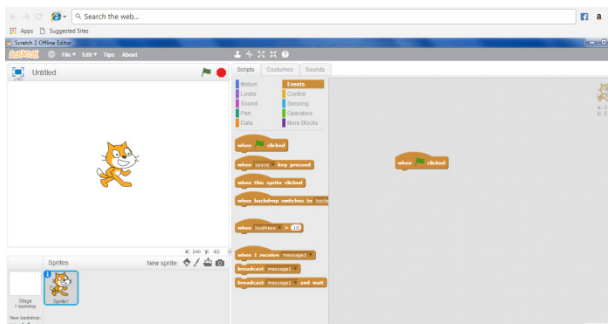 Search the web...
Apps Suggested Sites
Scratch 2 Offline Editor
SCRATCH File Edit Tips About
Untitled
Scripts Costumes Sounds
Motion Events
Looks Control
Sound Sensing
Pen Operators
Data More Blocks
when clicked
when space key pressed
when this sprite clicked
when backdrop switches to
when loudness > 10
when I receive message1
broadcast message1
broadcast message1 and wait
when clicked
Sprites New sprite:
Stage
1 backdrop
Sprite1
New backdrop: